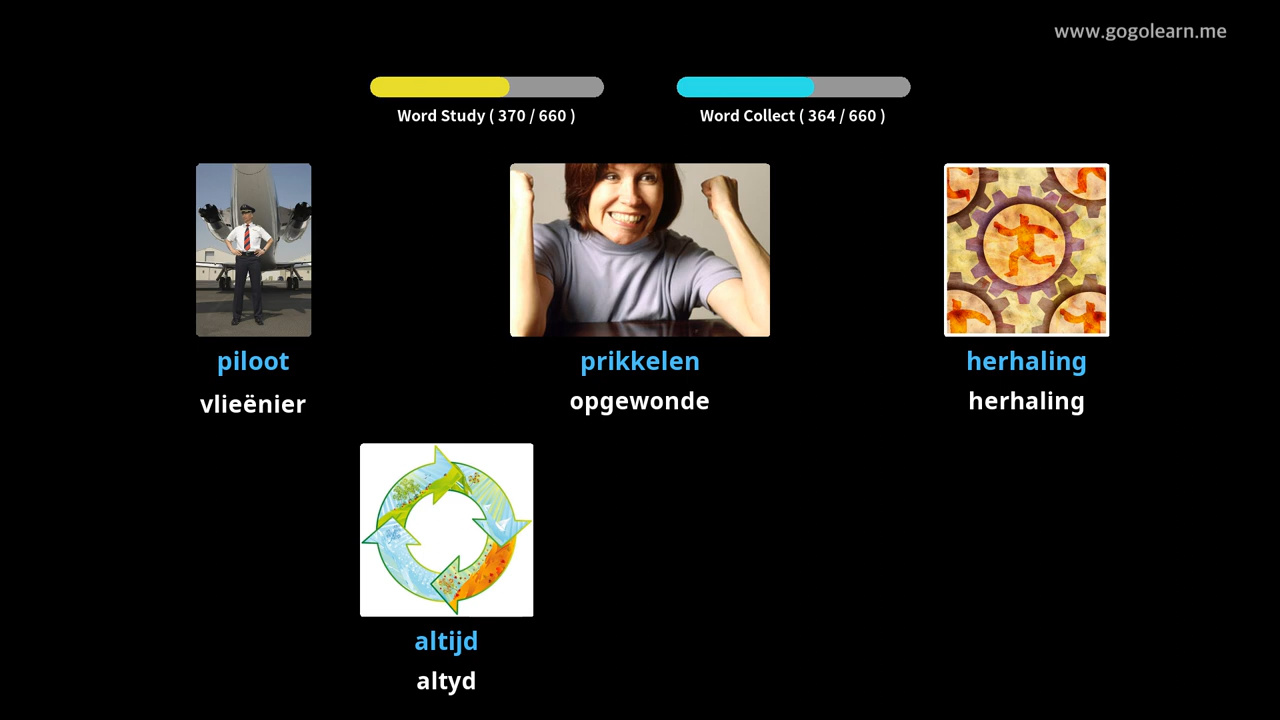 www.gogolearn.me
Word Study ( 370 / 660 )
Word Collect ( 364 / 660 )
piloot
vlieënier
prikkelen
opgewonde
herhaling
herhaling
altijd
altyd